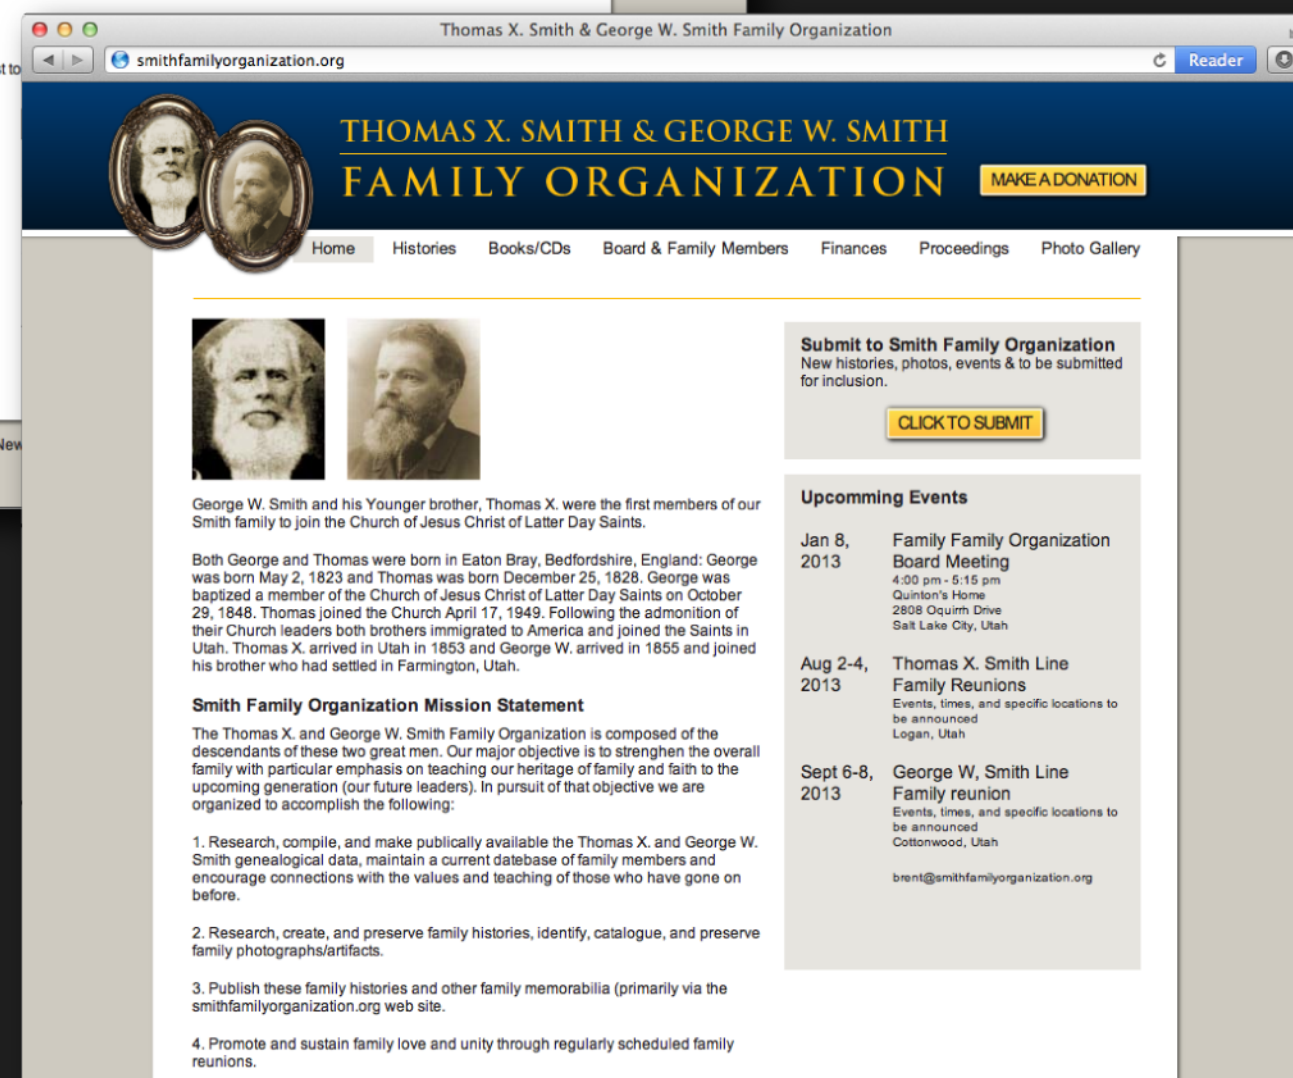 Thomas X. Smith & George W. Smith Family Organization
st to
smithfamilyorganization.org
Reader
THOMAS X. SMITH & GEORGE W. SMITH
FAMILY ORGANIZATION
MAKE A DONATION
Home Histories Books/CDs Board & Family Members Finances Proceedings Photo Gallery
New
George W. Smith and his Younger brother, Thomas X. were the first members of our
Smith family to join the Church of Jesus Christ of Latter Day Saints.
Both George and Thomas were born in Eaton Bray, Bedfordshire, England: George
was born May 2, 1823 and Thomas was born December 25, 1828. George was
baptized a member of the Church of Jesus Christ of Latter Day Saints on October
29, 1848. Thomas joined the Church April 17, 1949. Following the admonition of
their Church leaders both brothers immigrated to America and joined the Saints in
Utah. Thomas X. arrived in Utah in 1853 and George W. arrived in 1855 and joined
his brother who had settled in Farmington, Utah.
Smith Family Organization Mission Statement
The Thomas X. and George W. Smith Family Organization is composed of the
descendants of these two great men. Our major objective is to strenghen the overall
family with particular emphasis on teaching our heritage of family and faith to the
upcoming generation (our future leaders). In pursuit of that objective we are
organized to accomplish the following:
1. Research, compile, and make publically available the Thomas X. and George W.
Smith genealogical data, maintain a current datebase of family members and
encourage connections with the values and teaching of those who have gone on
before.
2. Research, create, and preserve family histories, identify, catalogue, and preserve
family photographs/artifacts.
3. Publish these family histories and other family memorabilia (primarily via the
smithfamilyorganization.org web site.
4. Promote and sustain family love and unity through regularly scheduled family
reunions.
Submit to Smith Family Organization
New histories, photos, events & to be submitted
for inclusion.
CLICK TO SUBMIT
Upcomming Events
Jan 8, Family Family Organization
2013 Board Meeting
4:00 pm - 5:15 pm
Quinton's Home
2808 Oquirrh Drive
Salt Lake City, Utah
Aug 2-4, Thomas X. Smith Line
2013 Family Reunions
Events, times, and specific locations to
be announced
Logan, Utah
Sept 6-8, George W, Smith Line
2013 Family reunion
Events, times, and specific locations to
be announced
Cottonwood, Utah
brent@smithfamilyorganization.org